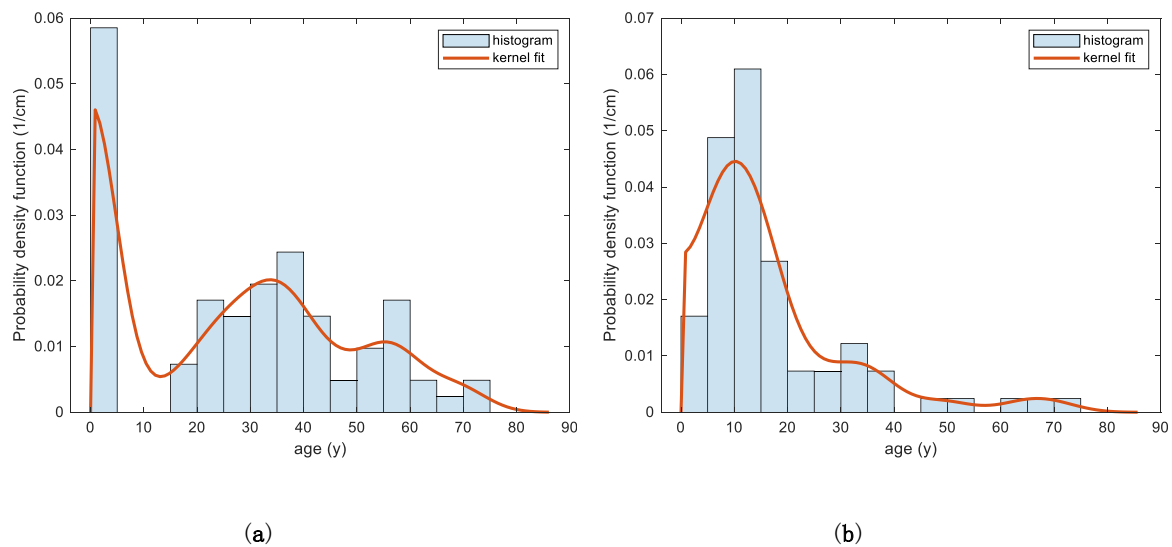 0.06
0.05
0.04
0.03
0.02
0.01
0
Probability density function (1/cm)
0 10 20 30 40 50 60 70 80 90
age (y)
histogram
kernel fit
(a)
0.07
0.06
0.05
0.04
0.03
0.02
0.01
0
Probability density function (1/cm)
0 10 20 30 40 50 60 70 80 90
age (y)
histogram
kernel fit
(b)